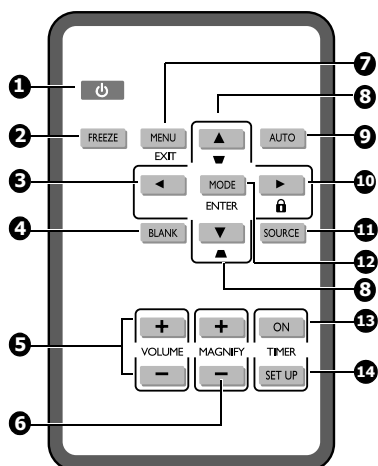 7
8
1
2
FREEZE
MENU
AUTO
9
EXIT
3
MODE
10
ENTER
4
BLANK
SOURCE
11
12
8
13
+
+
ON
5
VOLUME
MAGNIFY
TIMER
−
−
SET UP
14
6